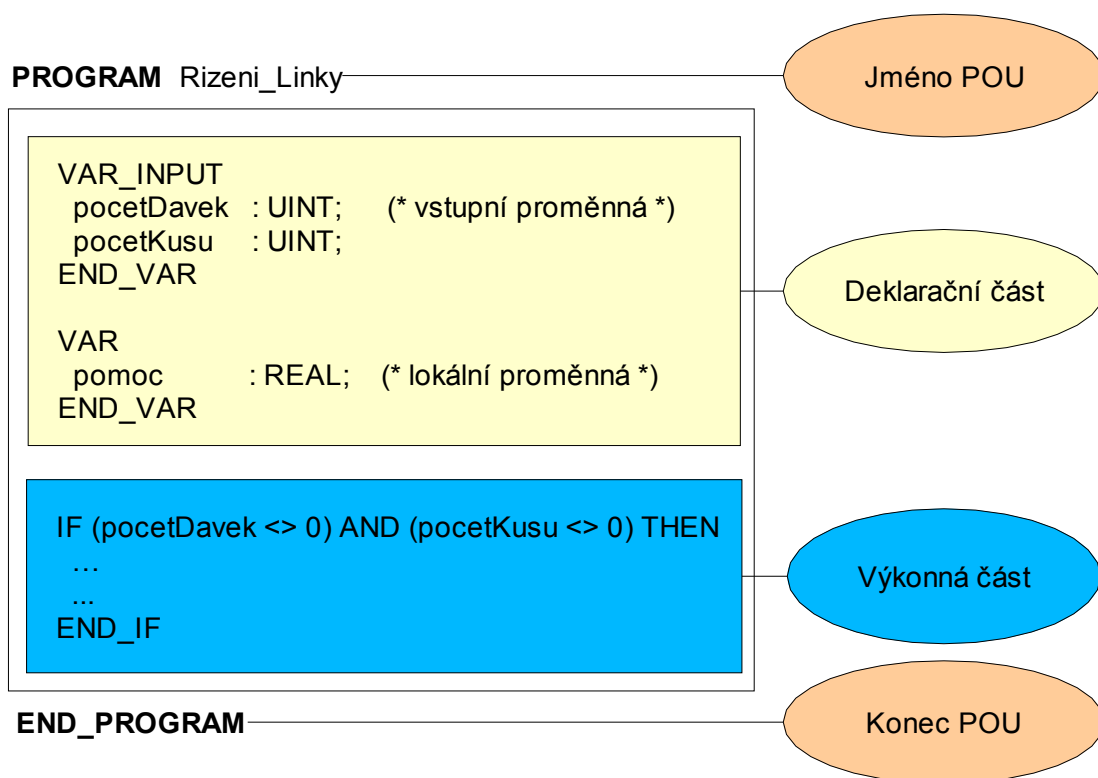 PROGRAM Rizeni_Linky
Jméno POU
VAR_INPUT
pocetDavek : UINT; (* vstupní proměnná *)
pocetKusu : UINT;
END_VAR
Deklarační část
VAR
pomoc : REAL; (* lokální proměnná *)
END_VAR
IF (pocetDavek <> 0) AND (pocetKusu <> 0) THEN
…
...
END_IF
Výkonná část
END_PROGRAM
Konec POU